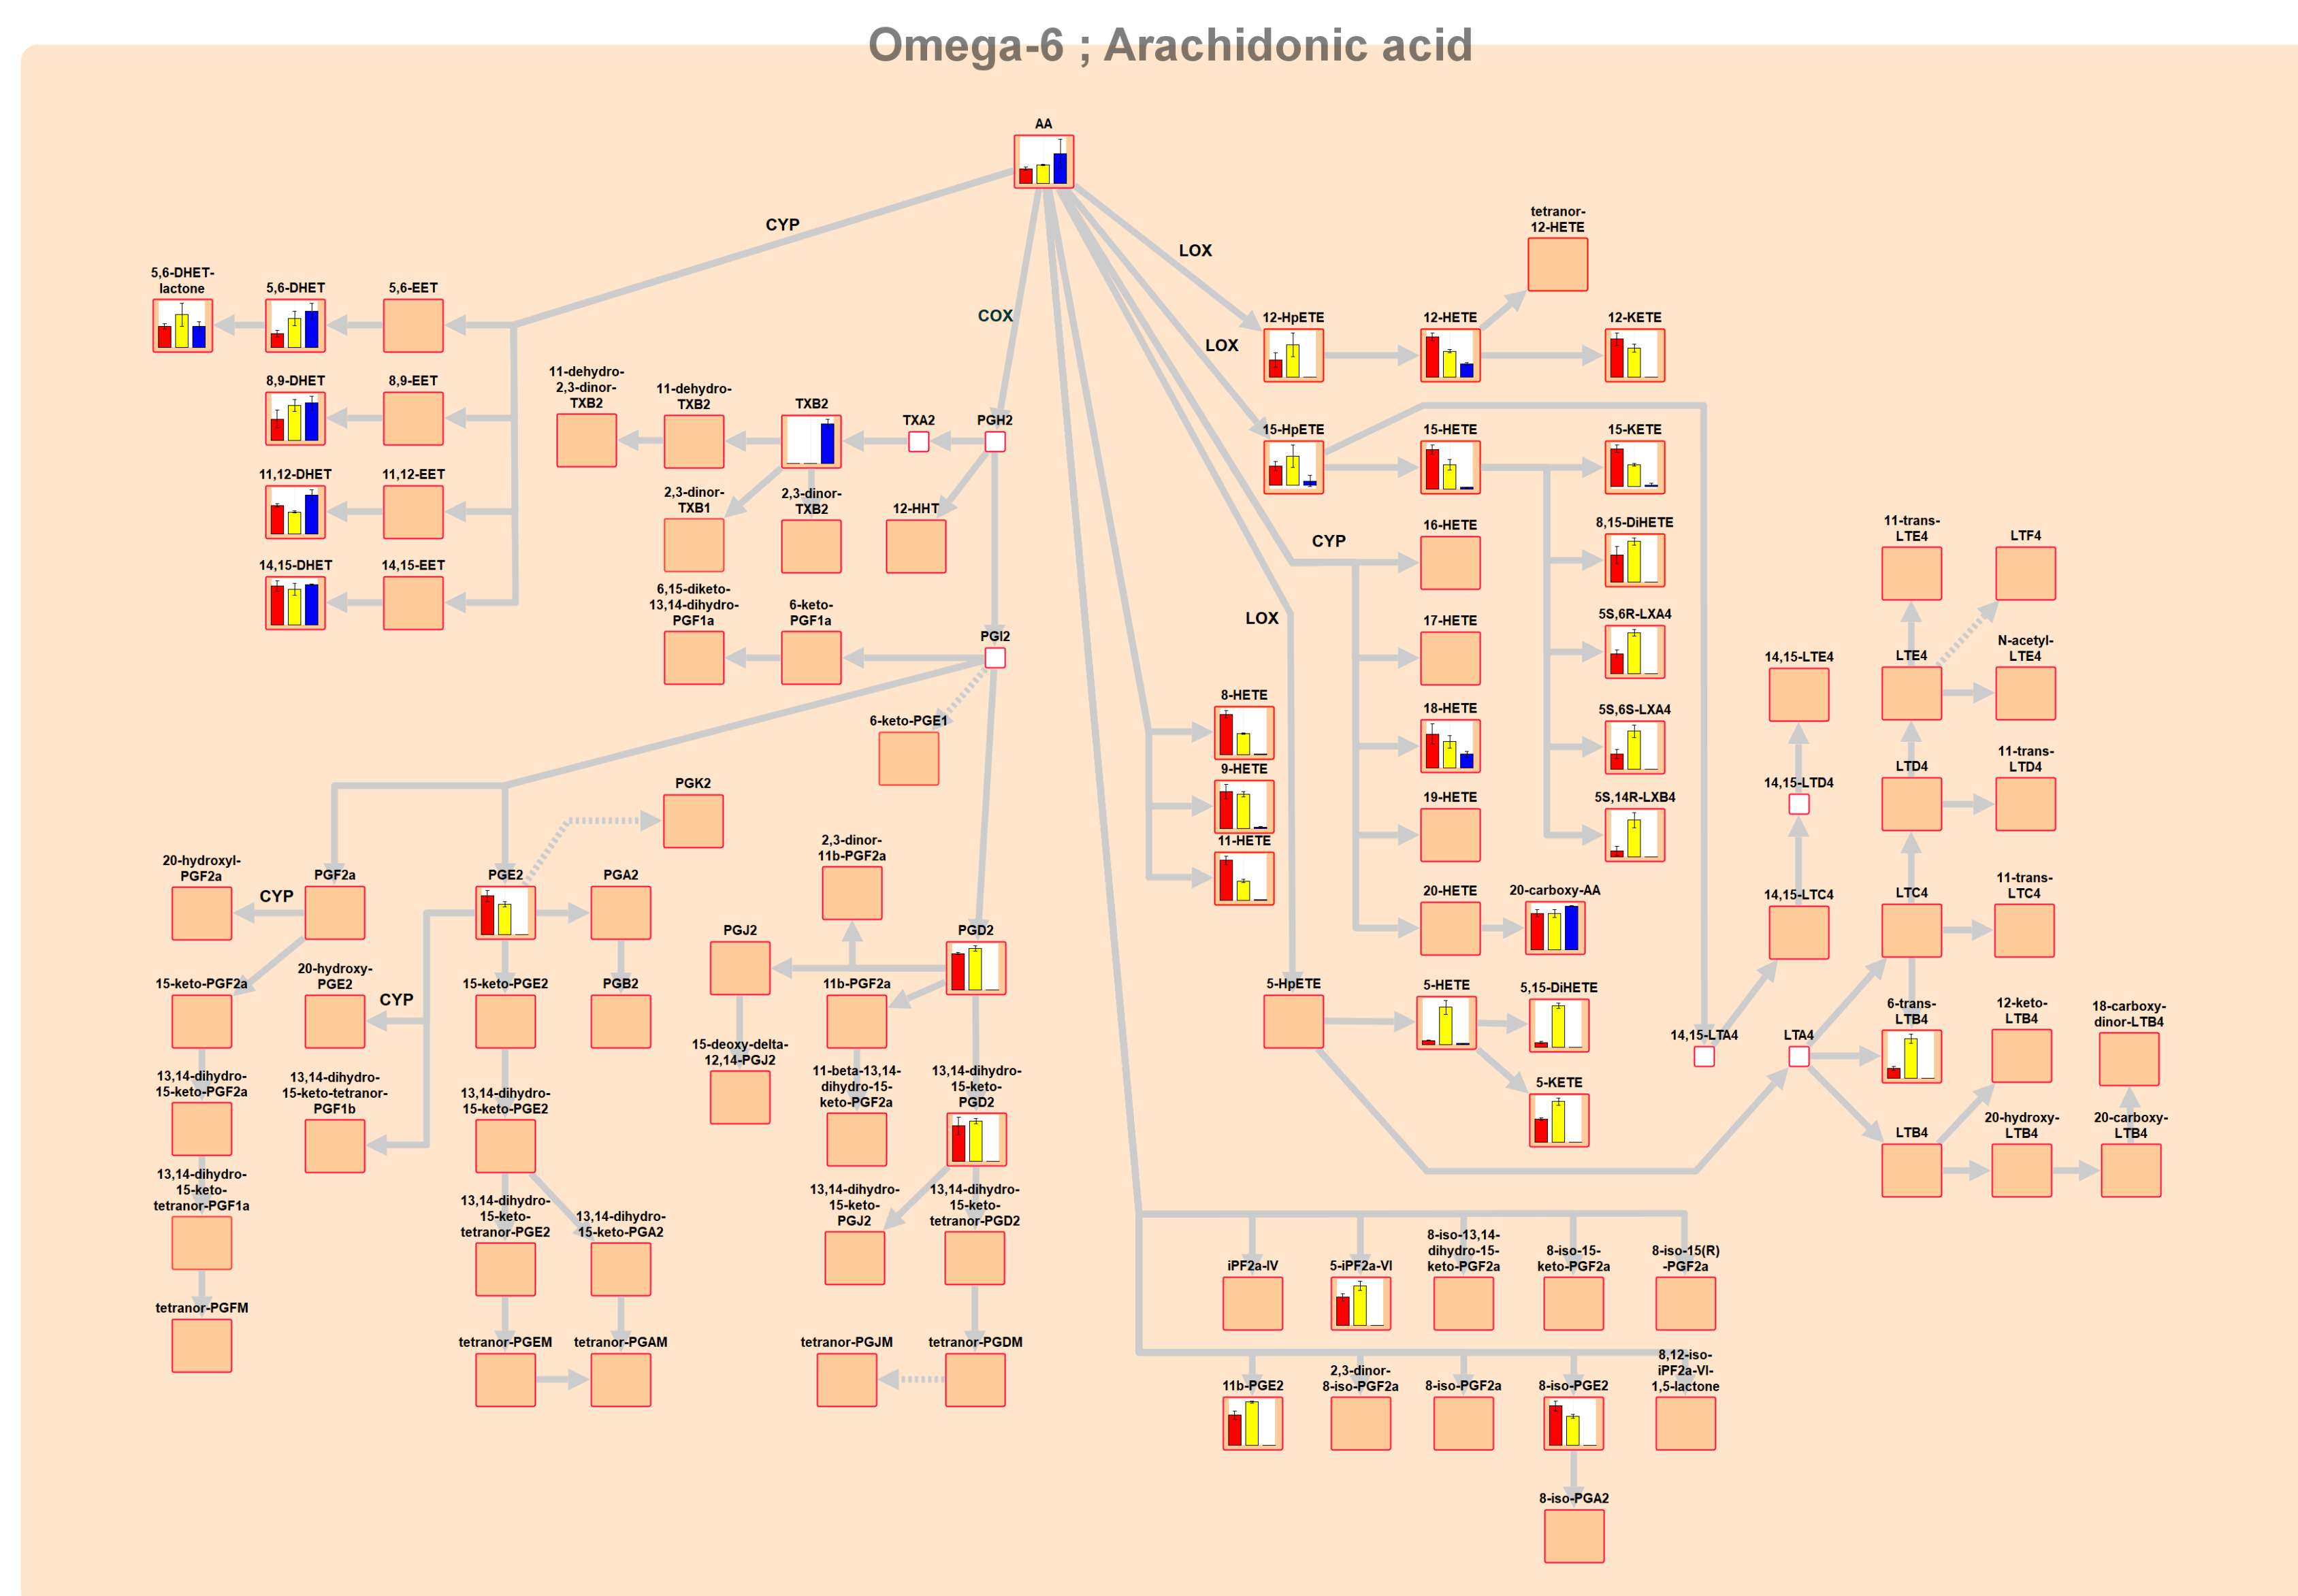 Omega-6 ; Arachidonic acid
AA
CYP
LOX
COX
LOX
tetranor-
12-HETE
5,6-DHET-
lactone
5,6-DHET
5,6-EET
12-HpETE
12-HETE
12-KETE
8,9-DHET
8,9-EET
11-dehydro-
2,3-dinor-
TXB2
11-dehydro-
TXB2
TXB2
TXA2
PGH2
15-HpETE
15-HETE
15-KETE
11,12-DHET
11,12-EET
2,3-dinor-
TXB1
2,3-dinor-
TXB2
12-HHT
CYP
16-HETE
8,15-DiHETE
11-trans-
LTE4
LTF4
14,15-DHET
14,15-EET
6,15-diketo-
13,14-dihydro-
PGF1a
6-keto-
PGF1a
PGI2
LOX
17-HETE
5S,6R-LXA4
14,15-LTE4
LTE4
N-acetyl-
LTE4
6-keto-PGE1
8-HETE
18-HETE
5S,6S-LXA4
PGK2
9-HETE
19-HETE
5S,14R-LXB4
14,15-LTD4
LTD4
11-trans-
LTD4
20-hydroxyl-
PGF2a
CYP
PGF2a
PGE2
PGA2
2,3-dinor-
11b-PGF2a
11-HETE
20-HETE
20-carboxy-AA
14,15-LTC4
LTC4
11-trans-
LTC4
PGJ2
PGD2
15-keto-PGF2a
20-hydroxy-
PGE2
CYP
15-keto-PGE2
PGB2
11b-PGF2a
5-HpETE
5-HETE
5,15-DiHETE
14,15-LTA4
LTA4
6-trans-
LTB4
12-keto-
LTB4
18-carboxy-
dinor-LTB4
13,14-dihydro-
15-keto-PGF2a
13,14-dihydro-
15-keto-tetranor-
PGF1b
13,14-dihydro-
15-keto-PGE2
15-deoxy-delta-
12,14-PGJ2
11-beta-13,14-
dihydro-15-
keto-PGF2a
13,14-dihydro-
15-keto-
PGD2
5-KETE
LTB4
20-hydroxy-
LTB4
20-carboxy-
LTB4
13,14-dihydro-
15-keto-
tetranor-PGF1a
13,14-dihydro-
15-keto-
tetranor-PGE2
13,14-dihydro-
15-keto-PGA2
13,14-dihydro-
15-keto-
PGJ2
13,14-dihydro-
15-keto-
tetranor-PGD2
iPF2a-IV
5-iPF2a-VI
8-iso-13,14-
dihydro-15-
keto-PGF2a
8-iso-15-
keto-PGF2a
8-iso-15(R)
-PGF2a
tetranor-PGFM
tetranor-PGEM
tetranor-PGAM
tetranor-PGJM
tetranor-PGDM
11b-PGE2
2,3-dinor-
8-iso-PGF2a
8-iso-PGF2a
8-iso-PGE2
8,12-iso-
iPF2a-VI-
1,5-lactone
8-iso-PGA2